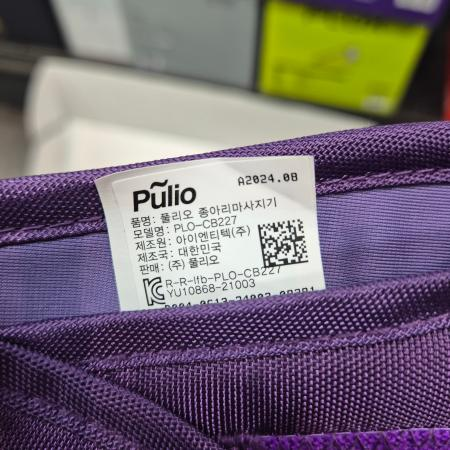 Pulio
A2024.08
품명: 풀리오 종아리마사지기
모델명: PLO-CB227
제조원: 아이엔티텍(주)
제조국: 대한민국
판매: (주) 풀리오
R-R-Ifb-PLO-CB227
YU10868-21003